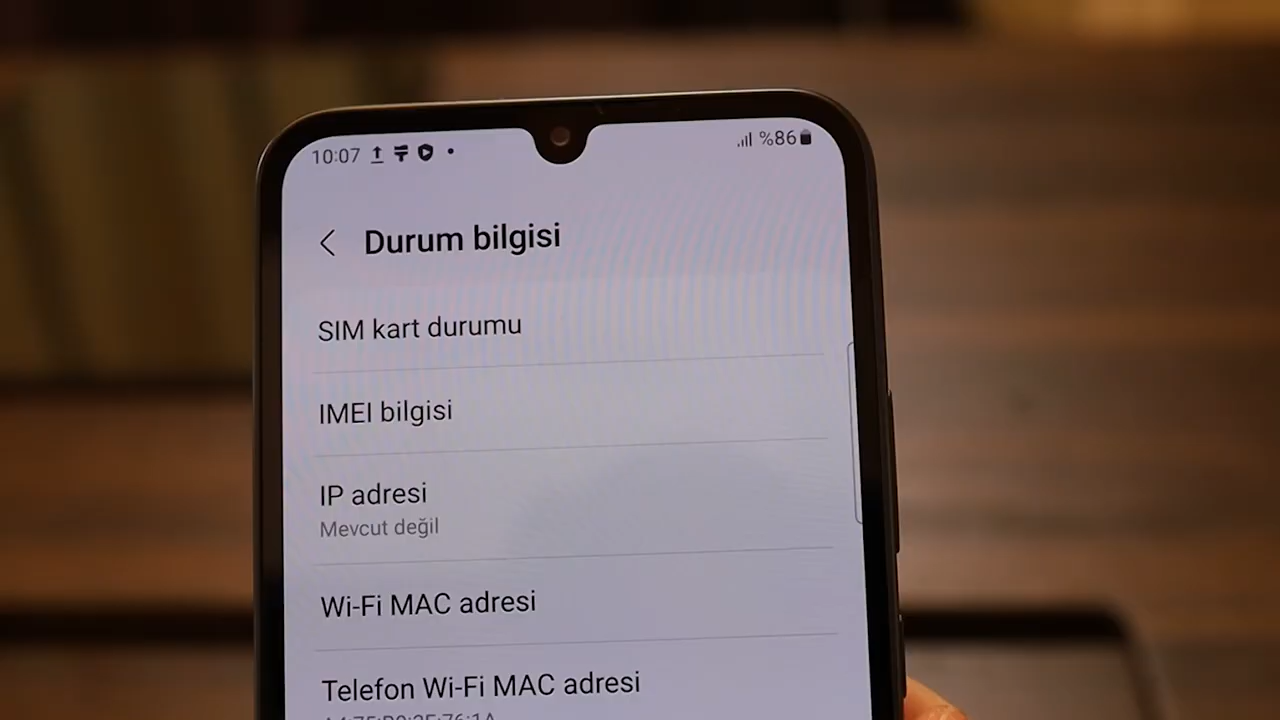 10:07 %86
Durum bilgisi
SIM kart durumu
IMEI bilgisi
IP adresi
Mevcut değil
Wi-Fi MAC adresi
Telefon Wi-Fi MAC adresi